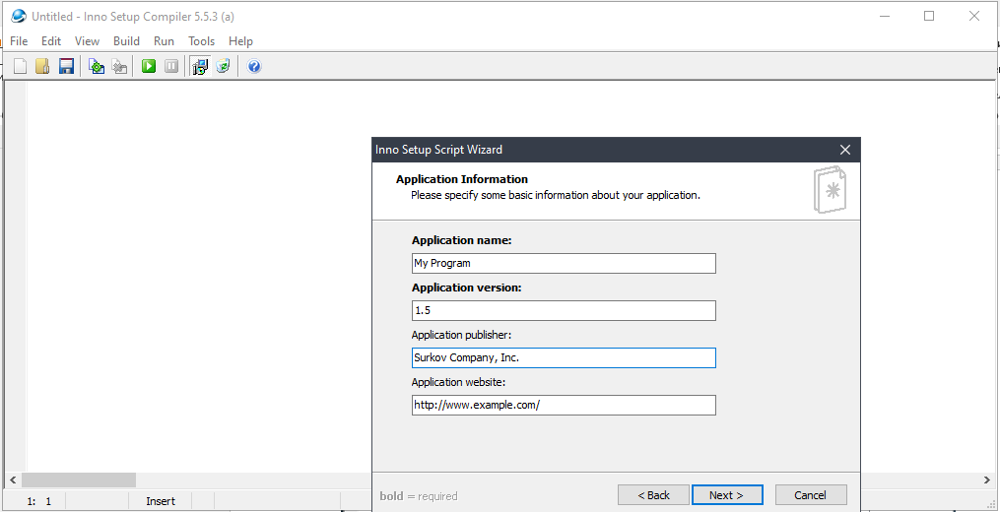 Untitled - Inno Setup Compiler 5.5.3 (a)
File Edit View Build Run Tools Help
Inno Setup Script Wizard
Application Information
Please specify some basic information about your application.
Application name:
My Program
Application version:
1.5
Application publisher:
Surkov Company, Inc.
Application website:
http://www.example.com/
bold = required
< Back Next > Cancel
1: 1 Insert